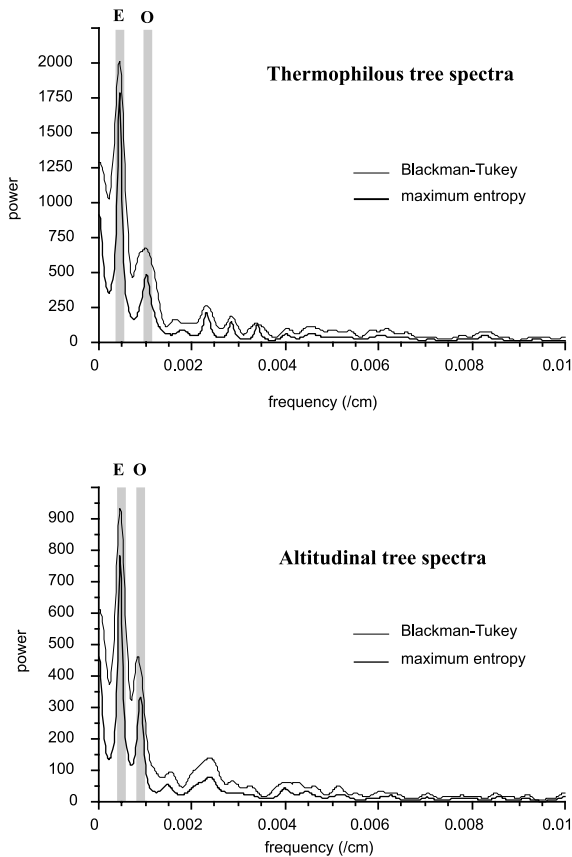 E O
Thermophilous tree spectra
2000
1750
1500
1250
1000
750
500
250
0
power
Blackman-Tukey
maximum entropy
0 0.002 0.004 0.006 0.008 0.01
frequency (/cm)
E O
Altitudinal tree spectra
900
800
700
600
500
400
300
200
100
0
power
Blackman-Tukey
maximum entropy
0 0.002 0.004 0.006 0.008 0.01
frequency (/cm)